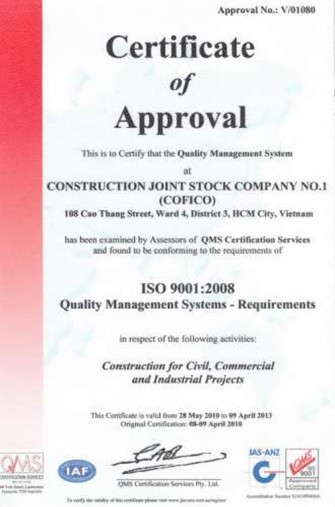 Approval No.: V/01080
Certificate
of
Approval
This is to Certify that the Quality Management System
at
CONSTRUCTION JOINT STOCK COMPANY NO.1
(COFICO)
108 Cao Thang Street, Ward 4, District 3, HCM City, Vietnam
has been examined by Assessors of QMS Certification Services
and found to be conforming to the requirements of
ISO 9001:2008
Quality Management Systems - Requirements
in respect of the following activities:
Construction for Civil, Commercial
and Industrial Projects
This Certificate is valid from 28 May 2010 to 09 April 2013
Original Certification: 08-09 April 2010
QMS
CERTIFICATION SERVICES
IAF
QMS Certification Services Pty. Ltd.
JAS-ANZ
QMS
ISO
9001
Approved
Company
To verify the validity of this certificate please visit www.jas-anz.com.au/register